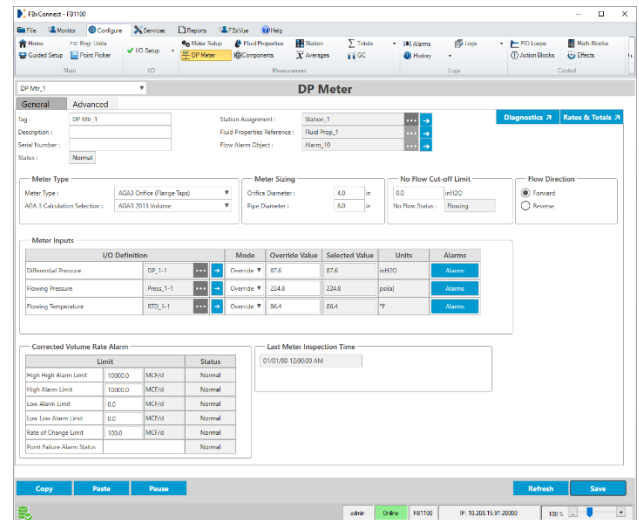 FBxConnect - FB1100
File Monitor Configure Services Reports FBxVue Help
Home Engr Units I/O Setup Meter Setup Fluid Properties Station Totals Alarms Logs PID Loops Math Blocks
Guided Setup Point Picker DP Meter Components Averages GC History Action Blocks Effects
Main I/O Measurement Logs Control
DP Mtr_1 DP Meter
General Advanced
Tag : DP Mtr_1 Station Assignment : Station_1 ... Diagnostics Rates & Totals
Description : Fluid Properties Reference : Fluid Prop_1 ...
Serial Number : Flow Alarm Object : Alarm_10 ...
Status : Normal
Meter Type Meter Sizing No Flow Cut-off Limit Flow Direction
Meter Type : AGA3 Orifice (Flange Taps) Orifice Diameter : 4.0 in 0.0 inH2O Forward
AGA 3 Calculation Selection : AGA3 2013 Volume Pipe Diameter : 8.0 in No Flow Status : Flowing Reverse
Meter Inputs
I/O Definition Mode Override Value Selected Value Units Alarms
Differential Pressure DP_1-1 ... Override 87.6 87.6 inH2O Alarms
Flowing Pressure Press_1-1 ... Override 224.8 224.8 psi(a) Alarms
Flowing Temperature RTD_1-1 ... Override 86.4 86.4 °F Alarms
Corrected Volume Rate Alarm Last Meter Inspection Time
Limit Status 01/01/00 12:00:00 AM
High High Alarm Limit 10000.0 MCF/d Normal
High Alarm Limit 10000.0 MCF/d Normal
Low Alarm Limit 0.0 MCF/d Normal
Low Low Alarm Limit 0.0 MCF/d Normal
Rate of Change Limit 100.0 MCF/d Normal
Point Failure Alarm Status Normal
Copy Paste Pause Refresh Save
admin Online FB1100 IP: 10.203.15.91:20000 100 %